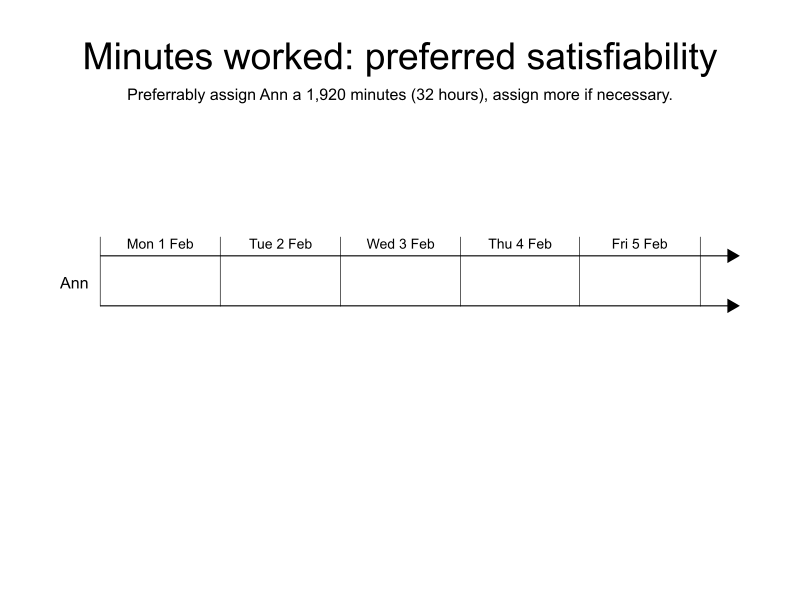 Minutes worked: preferred satisfiability
Preferrably assign Ann a 1,920 minutes (32 hours), assign more if necessary.
Mon 1 Feb Tue 2 Feb Wed 3 Feb Thu 4 Feb Fri 5 Feb
Ann